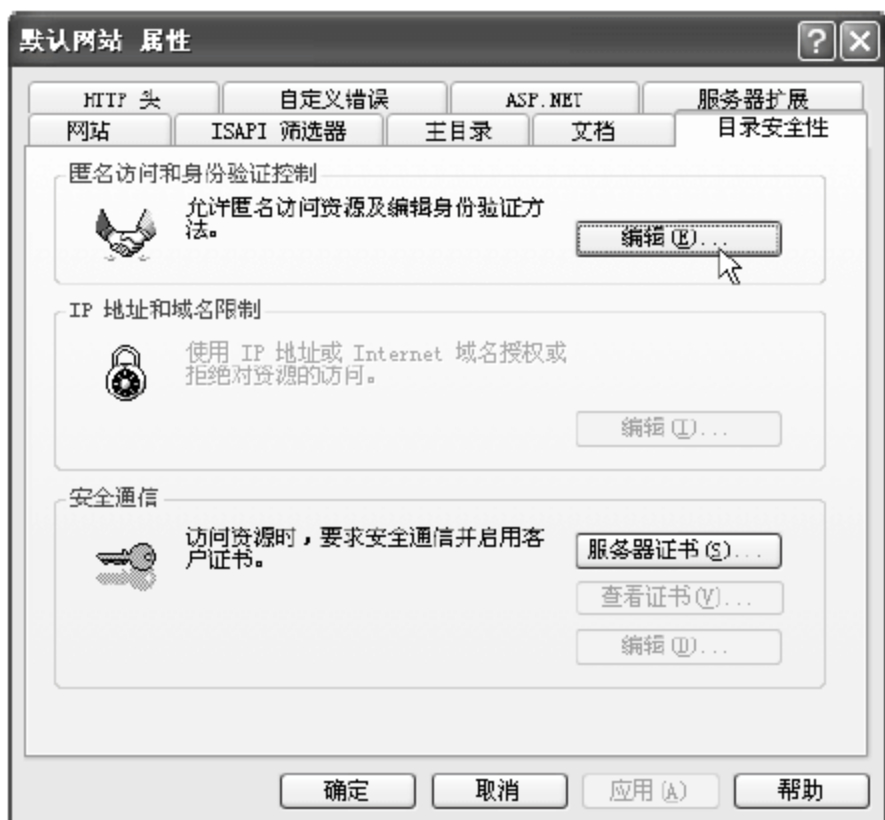 默认网站 属性
HTTP 头
自定义错误
ASP.NET
服务器扩展
网站
ISAPI 筛选器
主目录
文档
目录安全性
匿名访问和身份验证控制
允许匿名访问资源及编辑身份验证方
法。
编辑(E)...
IP 地址和域名限制
使用 IP 地址或 Internet 域名授权或
拒绝对资源的访问。
编辑(I)...
安全通信
访问资源时，要求安全通信并启用客
户证书。
服务器证书(S)...
查看证书(V)...
编辑(D)...
确定
取消
应用(A)
帮助